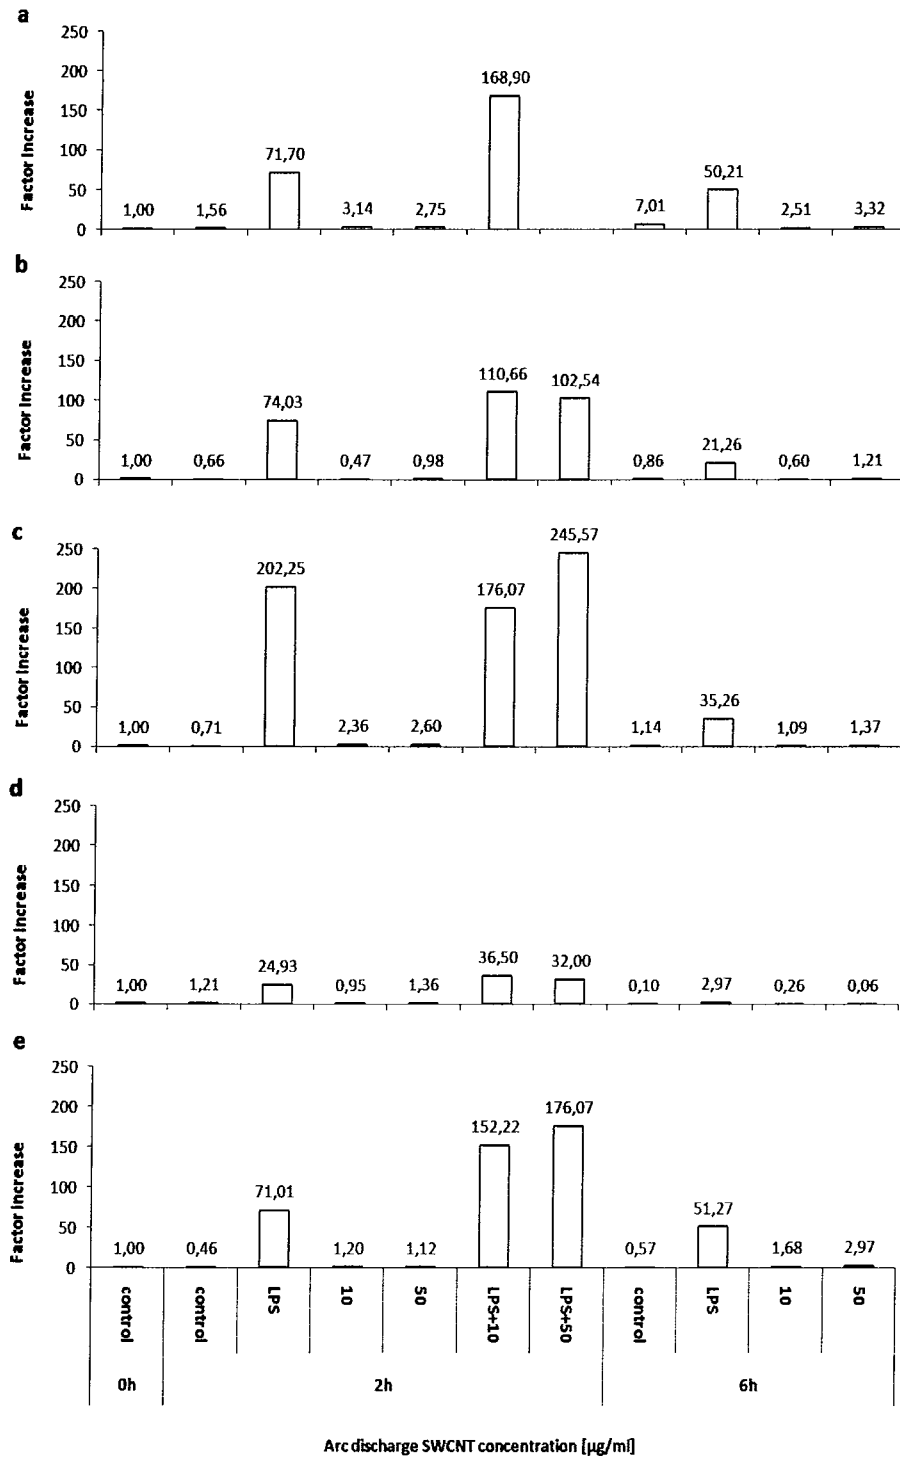 a
250
200
150
100
50
0
Factor Increase
1,00 1,56 71,70 3,14 2,75 168,90 7,01 50,21 2,51 3,32
b
250
200
150
100
50
0
Factor Increase
1,00 0,66 74,03 0,47 0,98 110,66 102,54 0,86 21,26 0,60 1,21
c
250
200
150
100
50
0
Factor Increase
1,00 0,71 202,25 2,36 2,60 176,07 245,57 1,14 35,26 1,09 1,37
d
250
200
150
100
50
0
Factor Increase
1,00 1,21 24,93 0,95 1,36 36,50 32,00 0,10 2,97 0,26 0,06
e
250
200
150
100
50
0
Factor Increase
1,00 0,46 71,01 1,20 1,12 152,22 176,07 0,57 51,27 1,68 2,97
control control LPS 10 50 LPS+10 LPS+50 control LPS 10 50
0h 2h 6h
Arc discharge SWCNT concentration [µg/ml]